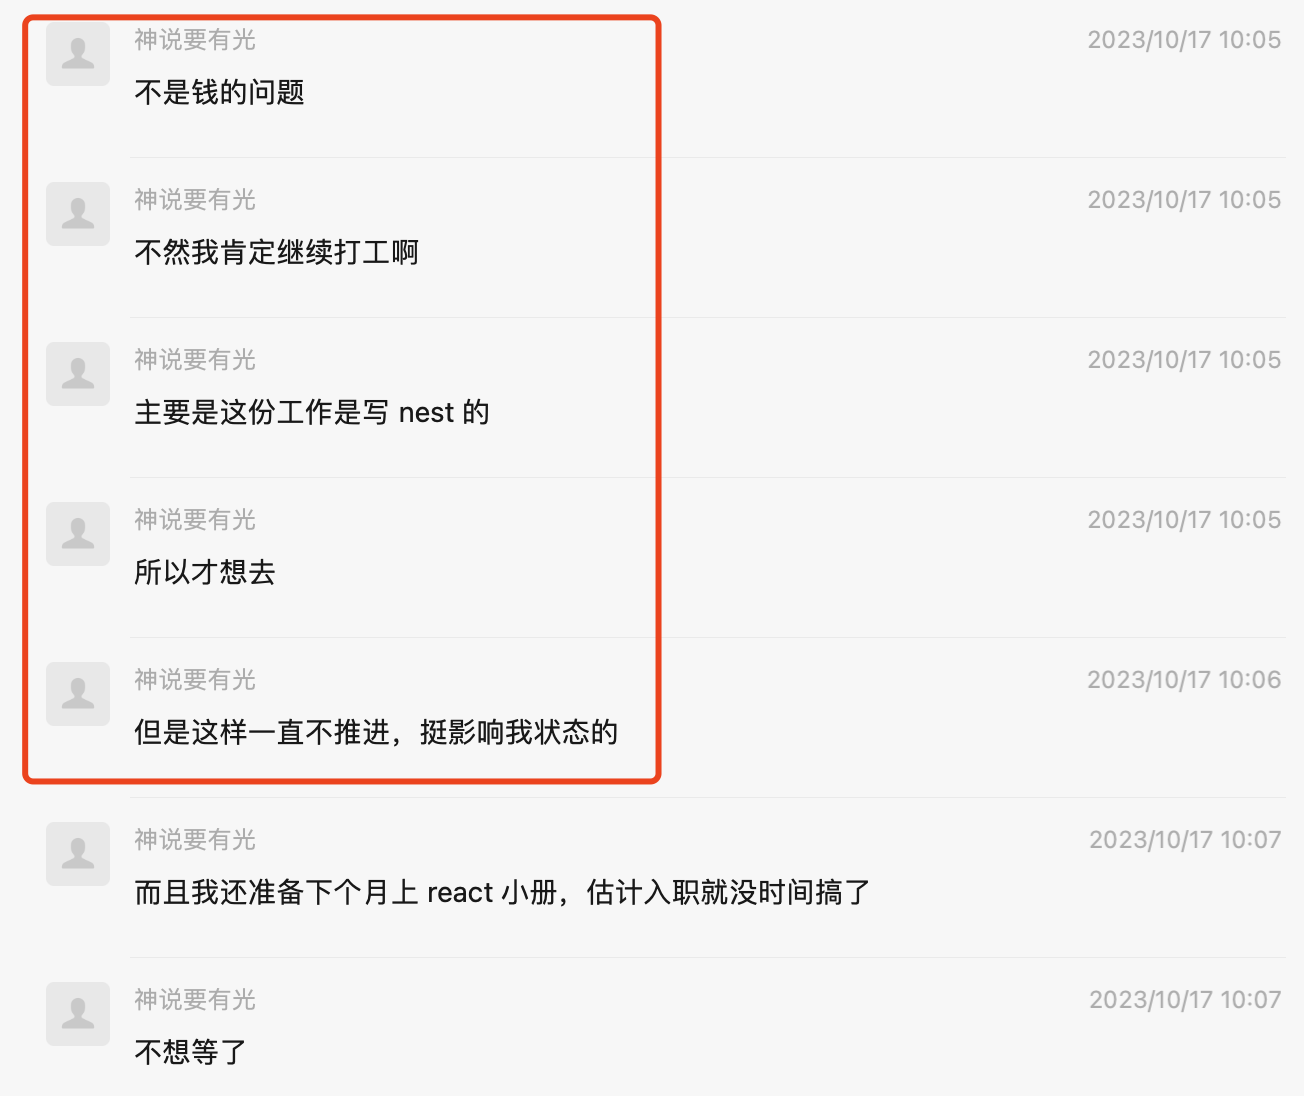 神说要有光 2023/10/17 10:05
不是钱的问题
神说要有光 2023/10/17 10:05
不然我肯定继续打工啊
神说要有光 2023/10/17 10:05
主要是这份工作是写 nest 的
神说要有光 2023/10/17 10:05
所以才想去
神说要有光 2023/10/17 10:06
但是这样一直不推进，挺影响我状态的
神说要有光 2023/10/17 10:07
而且我还准备下个月上 react 小册，估计入职就没时间搞了
神说要有光 2023/10/17 10:07
不想等了